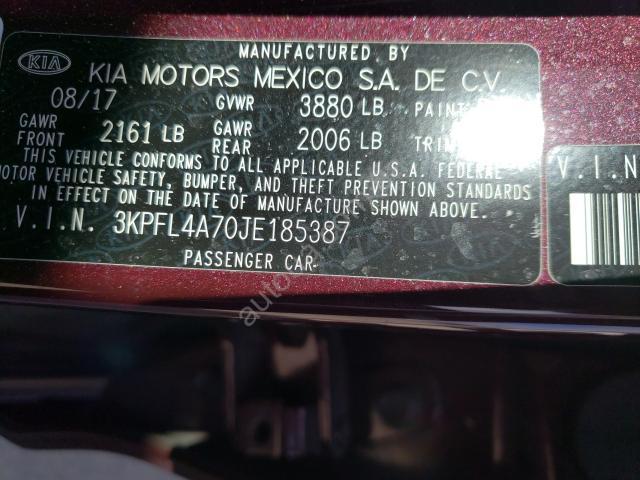 MANUFACTURED BY
KIA KIA MOTORS MEXICO S.A. DE C.V.
08/17 GVWR 3880 LB PAINT
GAWR FRONT 2161 LB GAWR REAR 2006 LB TRIM
THIS VEHICLE CONFORMS TO ALL APPLICABLE U.S.A. FEDERAL
MOTOR VEHICLE SAFETY, BUMPER, AND THEFT PREVENTION STANDARDS
IN EFFECT ON THE DATE OF MANUFACTURE SHOWN ABOVE.
V.I.N. 3KPFL4A70JE185387
PASSENGER CAR
V.I.N.